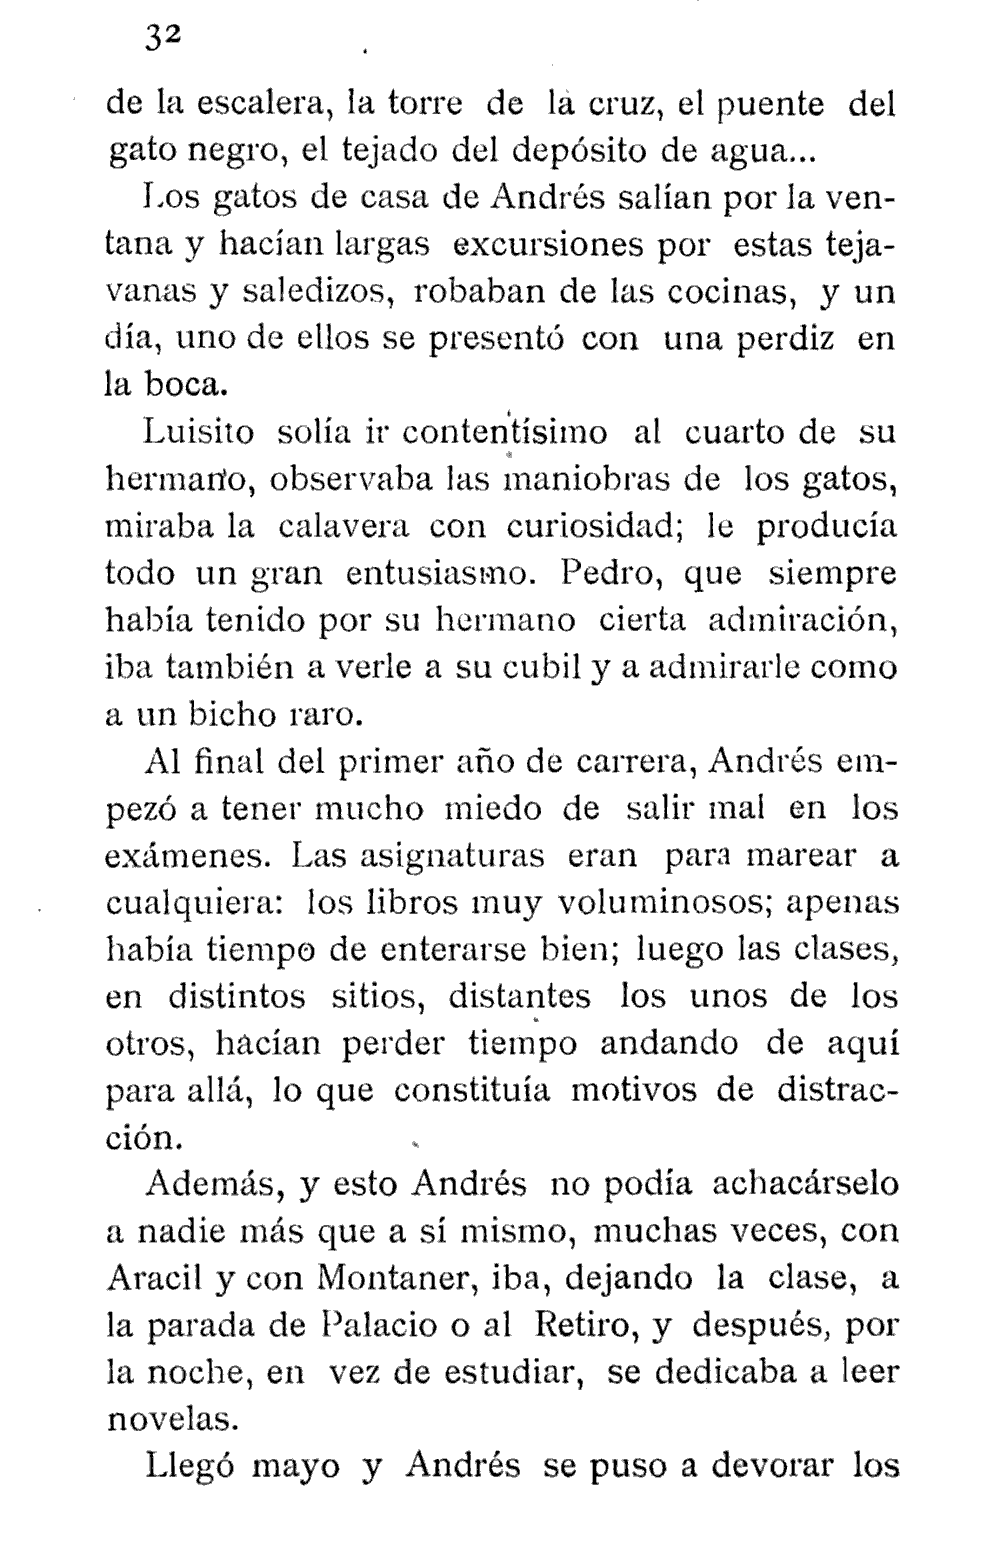 32
de la escalera, la torre de la cruz, el puente del
gato negro, el tejado del depósito de agua...
Los gatos de casa de Andrés salían por la ven-
tana y hacían largas excursiones por estas teja-
vanas y saledizos, robaban de las cocinas, y un
día, uno de ellos se presentó con una perdiz en
la boca.
Luisito solía ir contentísimo al cuarto de su
hermano, observaba las maniobras de los gatos,
miraba la calavera con curiosidad; le producía
todo un gran entusiasmo. Pedro, que siempre
había tenido por su hermano cierta admiración,
iba también a verle a su cubil y a admirarle como
a un bicho raro.
Al final del primer año de carrera, Andrés em-
pezó a tener mucho miedo de salir mal en los
exámenes. Las asignaturas eran para marear a
cualquiera: los libros muy voluminosos; apenas
había tiempo de enterarse bien; luego las clases,
en distintos sitios, distantes los unos de los
otros, hacían perder tiempo andando de aquí
para allá, lo que constituía motivos de distrac-
ción.
Además, y esto Andrés no podía achacárselo
a nadie más que a sí mismo, muchas veces, con
Aracil y con Montaner, iba, dejando la clase, a
la parada de Palacio o al Retiro, y después, por
la noche, en vez de estudiar, se dedicaba a leer
novelas.
Llegó mayo y Andrés se puso a devorar los